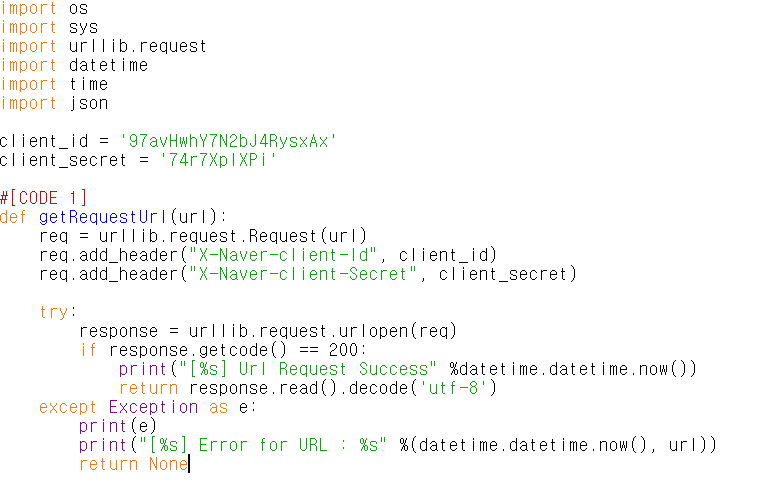 import os
import sys
import urllib.request
import datetime
import time
import json

client_id = '97avHwhY7N2bJ4RysxAx'
client_secret = '74r7XplXPi'

#[CODE 1]
def getRequestUrl(url):
    req = urllib.request.Request(url)
    req.add_header("X-Naver-client-Id", client_id)
    req.add_header("X-Naver-client-Secret", client_secret)

    try:
        response = urllib.request.urlopen(req)
        if response.getcode() == 200:
            print("[%s] Url Request Success" %datetime.datetime.now())
            return response.read().decode('utf-8')
    except Exception as e:
        print(e)
        print("[%s] Error for URL : %s" %(datetime.datetime.now(), url))
        return None